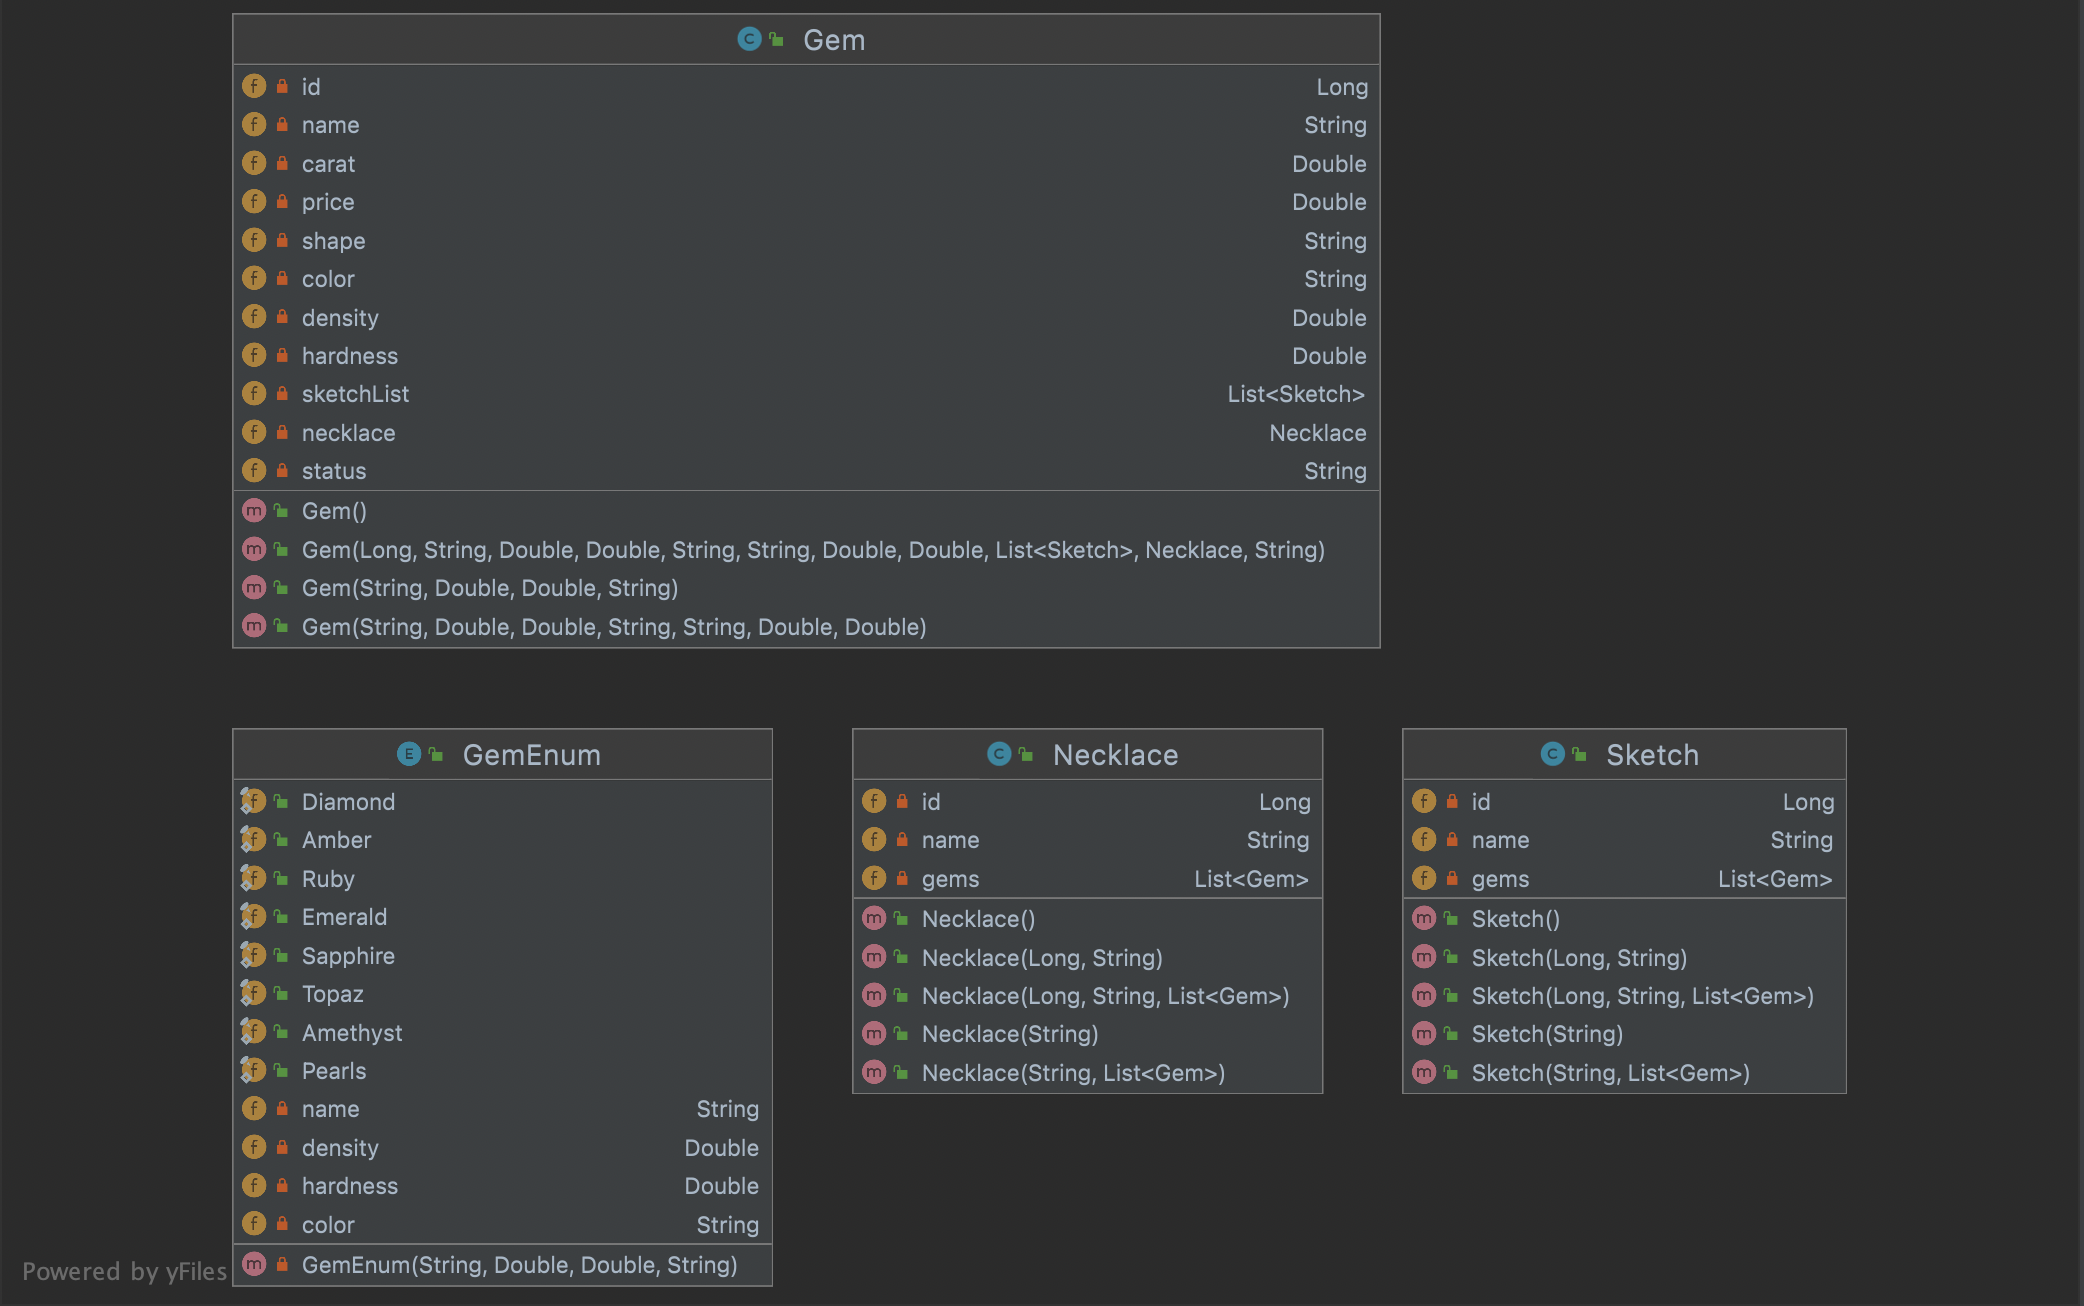 Gem
id Long
name String
carat Double
price Double
shape String
color String
density Double
hardness Double
sketchList List<Sketch>
necklace Necklace
status String
Gem()
Gem(Long, String, Double, Double, String, String, Double, Double, List<Sketch>, Necklace, String)
Gem(String, Double, Double, String)
Gem(String, Double, Double, String, String, Double, Double)
GemEnum
Diamond
Amber
Ruby
Emerald
Sapphire
Topaz
Amethyst
Pearls
name String
density Double
hardness Double
color String
GemEnum(String, Double, Double, String)
Necklace
id Long
name String
gems List<Gem>
Necklace()
Necklace(Long, String)
Necklace(Long, String, List<Gem>)
Necklace(String)
Necklace(String, List<Gem>)
Sketch
id Long
name String
gems List<Gem>
Sketch()
Sketch(Long, String)
Sketch(Long, String, List<Gem>)
Sketch(String)
Sketch(String, List<Gem>)
Powered by yFiles